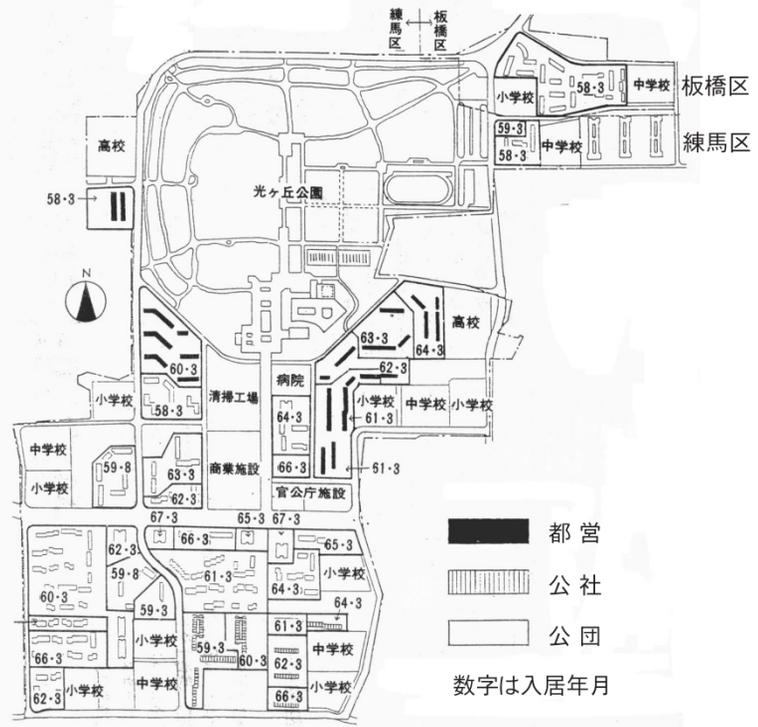 練馬区
板橋区
中学校
板橋区
小学校
58・3
59・3
58・3
中学校
練馬区
高校
58・3
光ヶ丘公園
N
60・3
63・3
64・3
高校
62・3
小学校
58・3
清掃工場
病院
64・3
小学校
61・3
中学校
小学校
中学校
59・8
63・3
商業施設
66・3
61・3
小学校
62・3
官公庁施設
67・3
66・3
65・3
67・3
62・3
65・3
59・8
61・3
64・3
小学校
60・3
59・3
64・3
61・3
小学校
59・3
60・3
中学校
66・3
62・3
62・3
小学校
中学校
66・3
小学校
都営
公社
公団
数字は入居年月